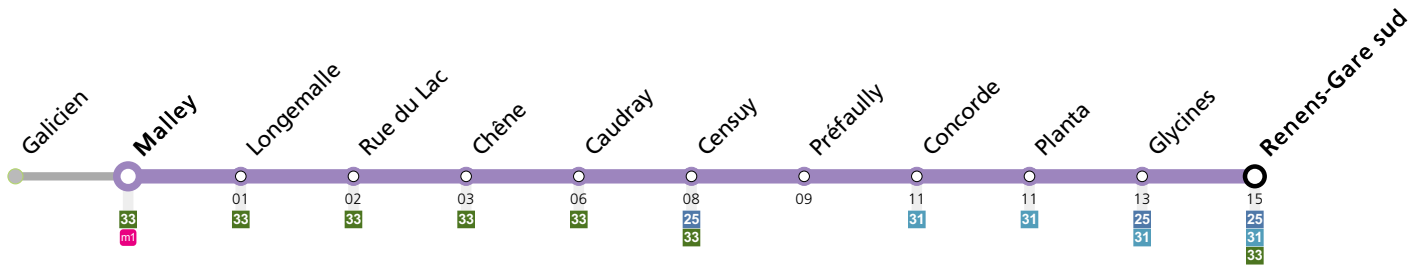 Galicien
Malley
Longemalle
Rue du Lac
Chêne
Caudray
Censuy
Préfaully
Concorde
Planta
Glycines
Renens-Gare sud
01 02 03 06 08 09 11 11 13 15
33 33 33 33 33 25 31 31 25 25
m1 33 31 31
33